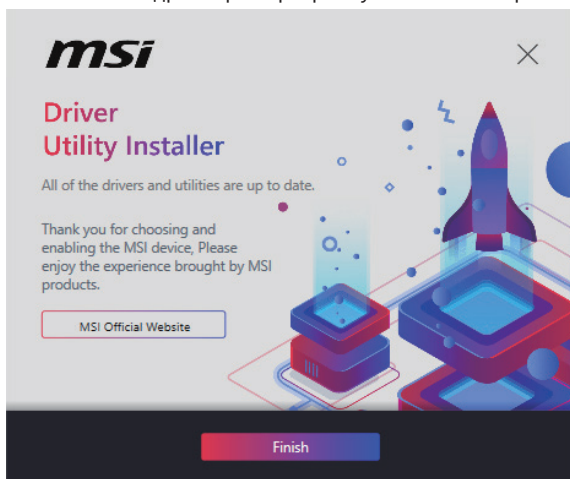 msi
Driver
Utility Installer
All of the drivers and utilities are up to date.
Thank you for choosing and
enabling the MSI device, Please
enjoy the experience brought by MSI
products.
MSI Official Website
Finish